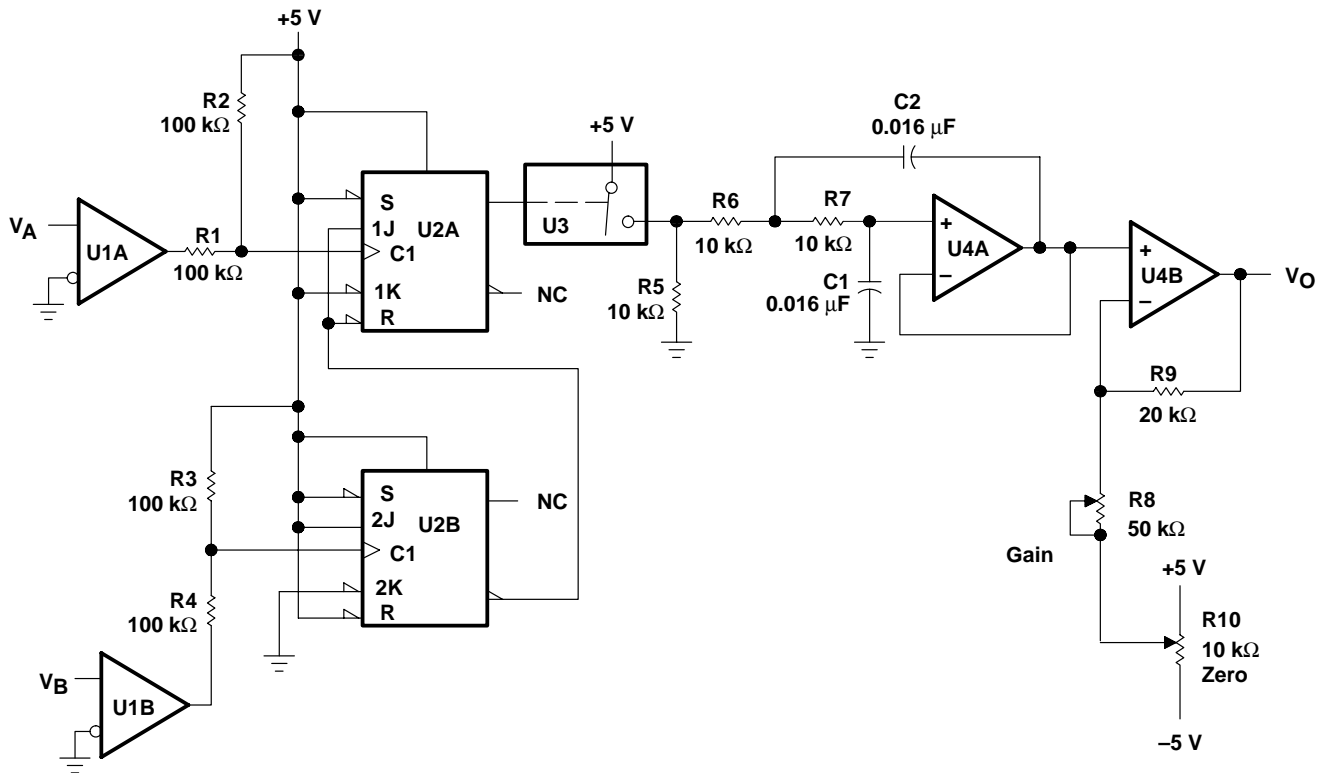 +5 V
R2
100 kΩ
VA
U1A
R1
100 kΩ
S
1J
C1
1K
R
U2A
NC
+5 V
U3
R5
10 kΩ
R6
10 kΩ
C2
0.016 μF
R7
10 kΩ
C1
0.016 μF
+
−
U4A
+
−
U4B
VO
R9
20 kΩ
R3
100 kΩ
R4
100 kΩ
VB
U1B
S
2J
C1
2K
R
U2B
NC
Gain
R8
50 kΩ
+5 V
R10
10 kΩ
Zero
–5 V